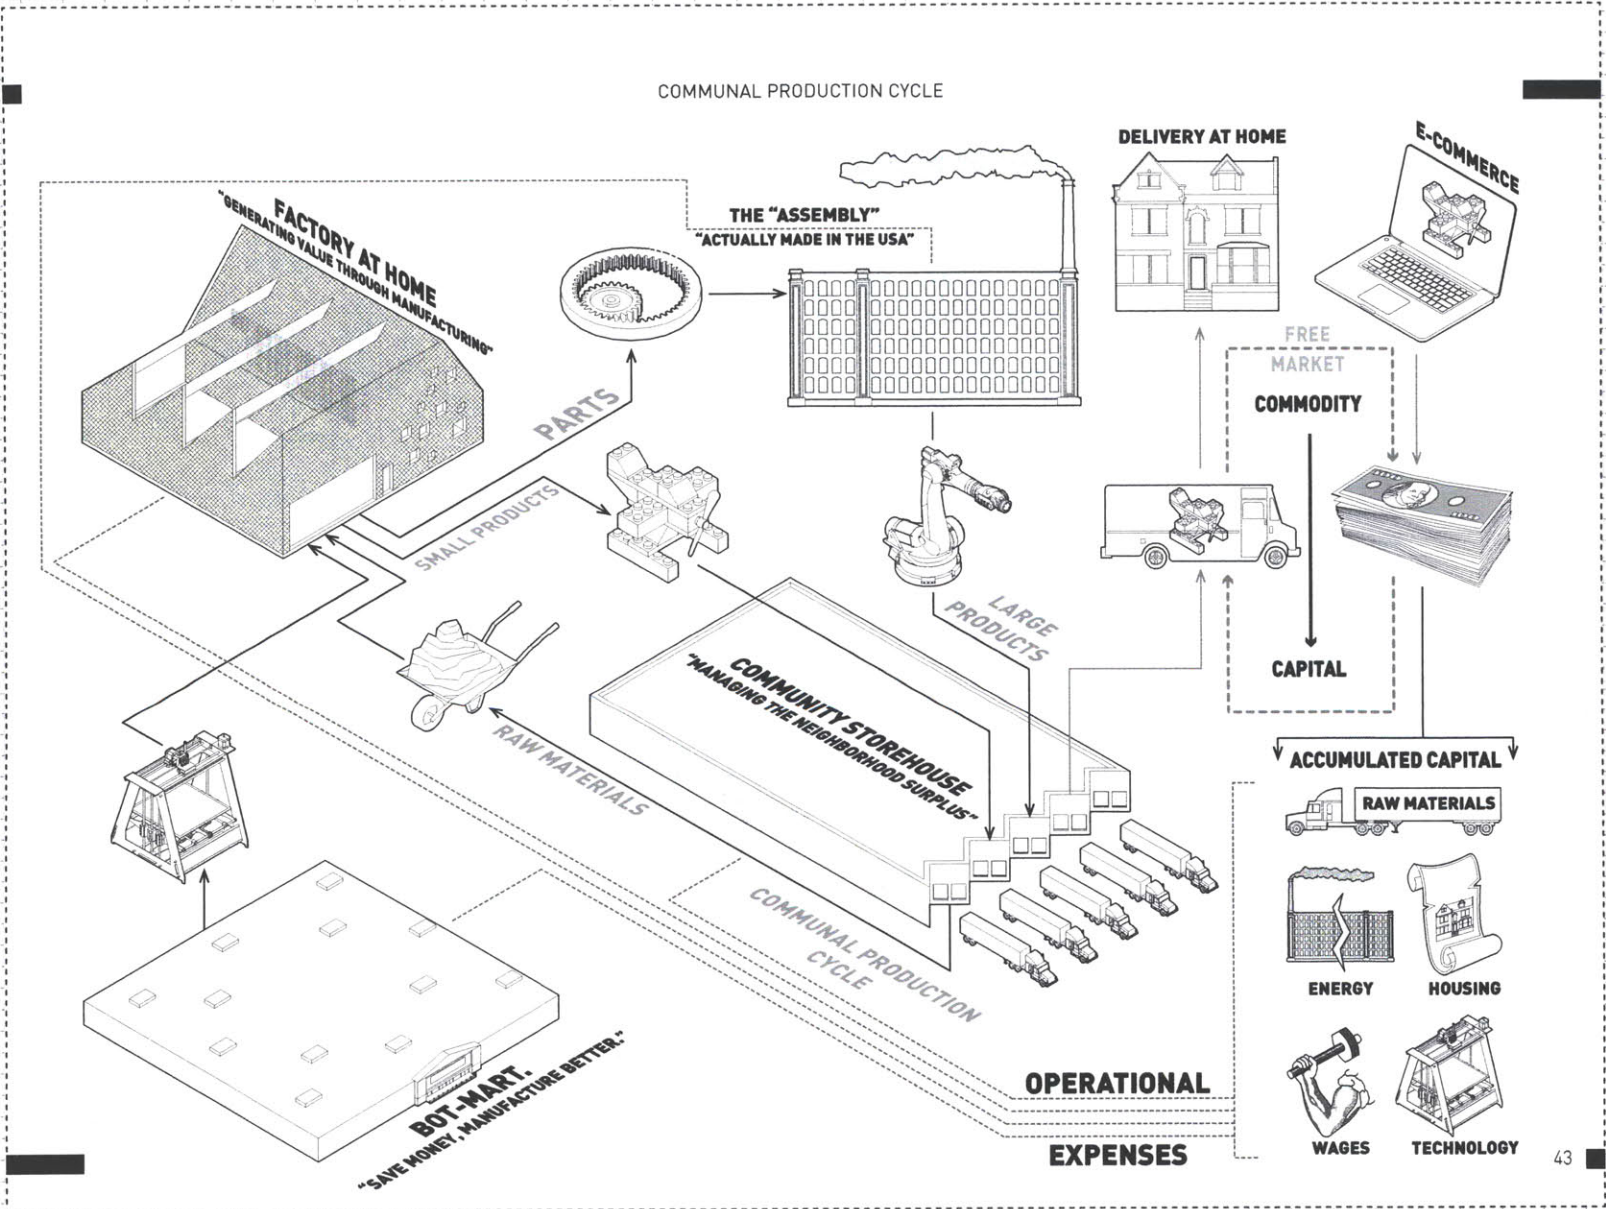 COMMUNAL PRODUCTION CYCLE
FACTORY AT HOME
"GENERATING VALUE THROUGH MANUFACTURING"
THE "ASSEMBLY"
"ACTUALLY MADE IN THE USA"
DELIVERY AT HOME
E-COMMERCE
PARTS
SMALL PRODUCTS
FREE
MARKET
COMMODITY
CAPITAL
LARGE
PRODUCTS
RAW MATERIALS
COMMUNITY STOREHOUSE
"MANAGING THE NEIGHBORHOOD SURPLUS"
COMMUNAL PRODUCTION
CYCLE
ACCUMULATED CAPITAL
RAW MATERIALS
ENERGY
HOUSING
WAGES
TECHNOLOGY
OPERATIONAL
EXPENSES
BOT-MART.
"SAVE MONEY, MANUFACTURE BETTER."
43